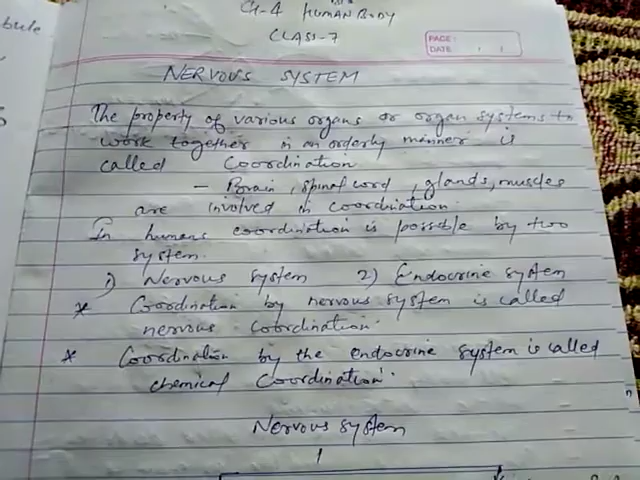 Ch-4 HUMAN BODY
CLASS-7
PAGE:
DATE:
NERVOUS SYSTEM
The property of various organs or organ systems to
work together in an orderly manner is
called Coordination
- Brain, spinal cord, glands, muscles
are involved in coordination.
In humans coordination is possible by two
system.
1) Nervous system 2) Endocrine system
* Coordination by nervous system is called
nervous Coordination.
* Coordination by the endocrine system is called
chemical Coordination.
Nervous system